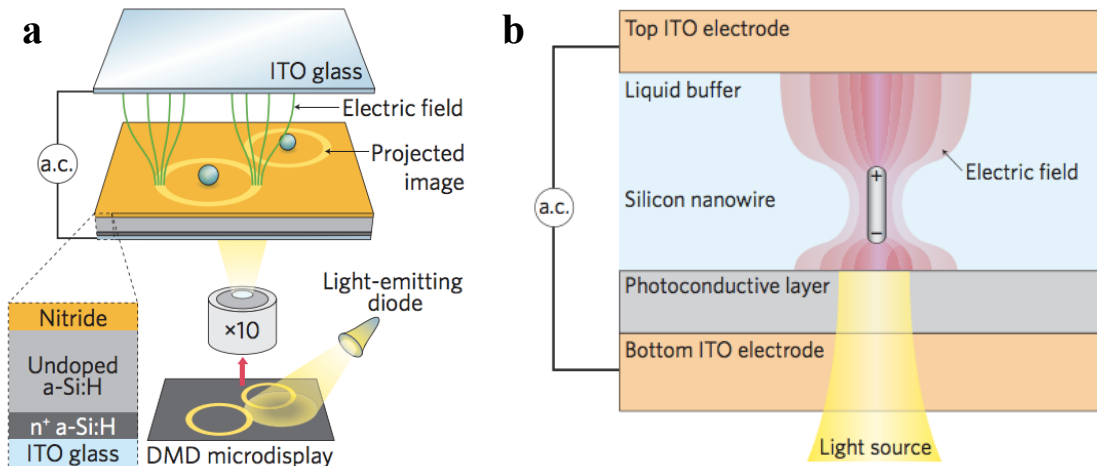 a
ITO glass
Electric field
a.c.
Projected
image
Light-emitting
diode
×10
Nitride
Undoped
a-Si:H
n⁺ a-Si:H
ITO glass
DMD microdisplay
b
Top ITO electrode
Liquid buffer
Electric field
a.c.
Silicon nanowire
+
−
Photoconductive layer
Bottom ITO electrode
Light source